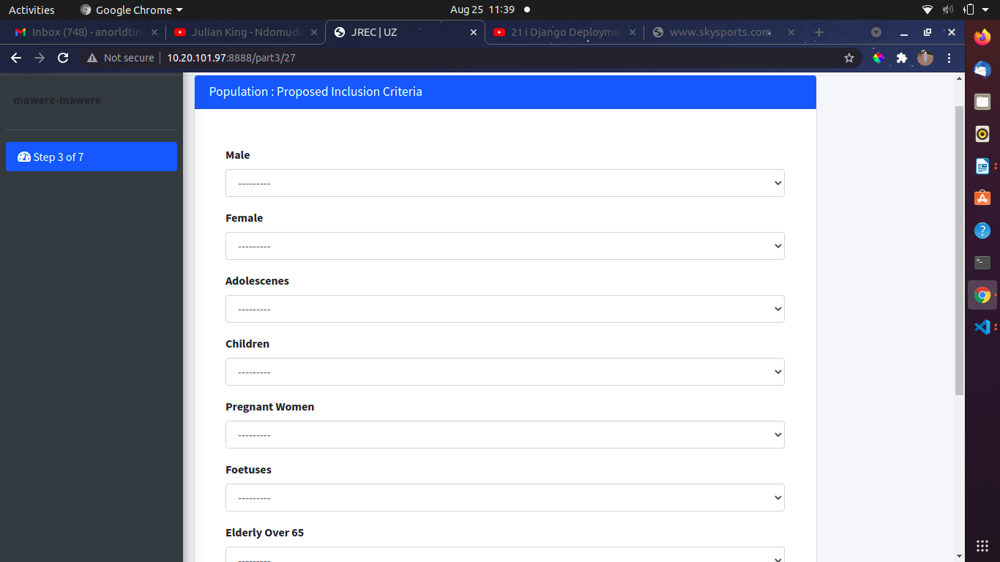 Activities
Google Chrome
Aug 25 11:39
Inbox (748) - anorldtin
Julian King - Ndomuda
JREC | UZ
21 i Django Deployme
www.skysports.com
Not secure
10.20.101.97:8888/part3/27
mawere-mawere
Step 3 of 7
Population : Proposed Inclusion Criteria
Male
---------
Female
---------
Adolescenes
---------
Children
---------
Pregnant Women
---------
Foetuses
---------
Elderly Over 65
---------